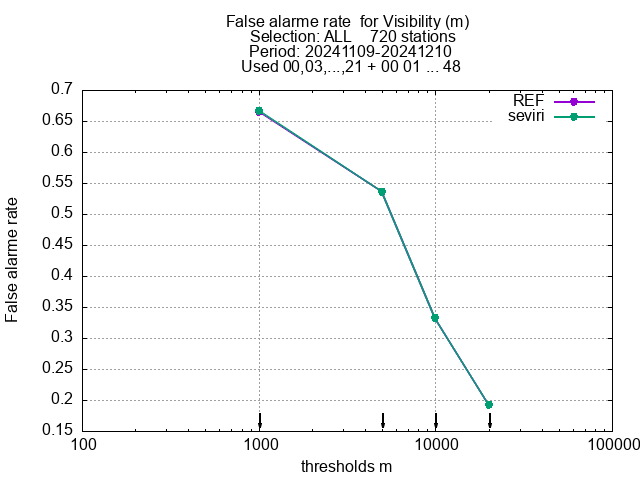 False alarme rate  for Visibility (m)
Selection: ALL    720 stations
Period: 20241109-20241210
Used 00,03,...,21 + 00 01 ... 48
REF
seviri
0.7
0.65
0.6
0.55
0.5
0.45
0.4
0.35
0.3
0.25
0.2
0.15
False alarme rate
100 1000 10000 100000
thresholds m